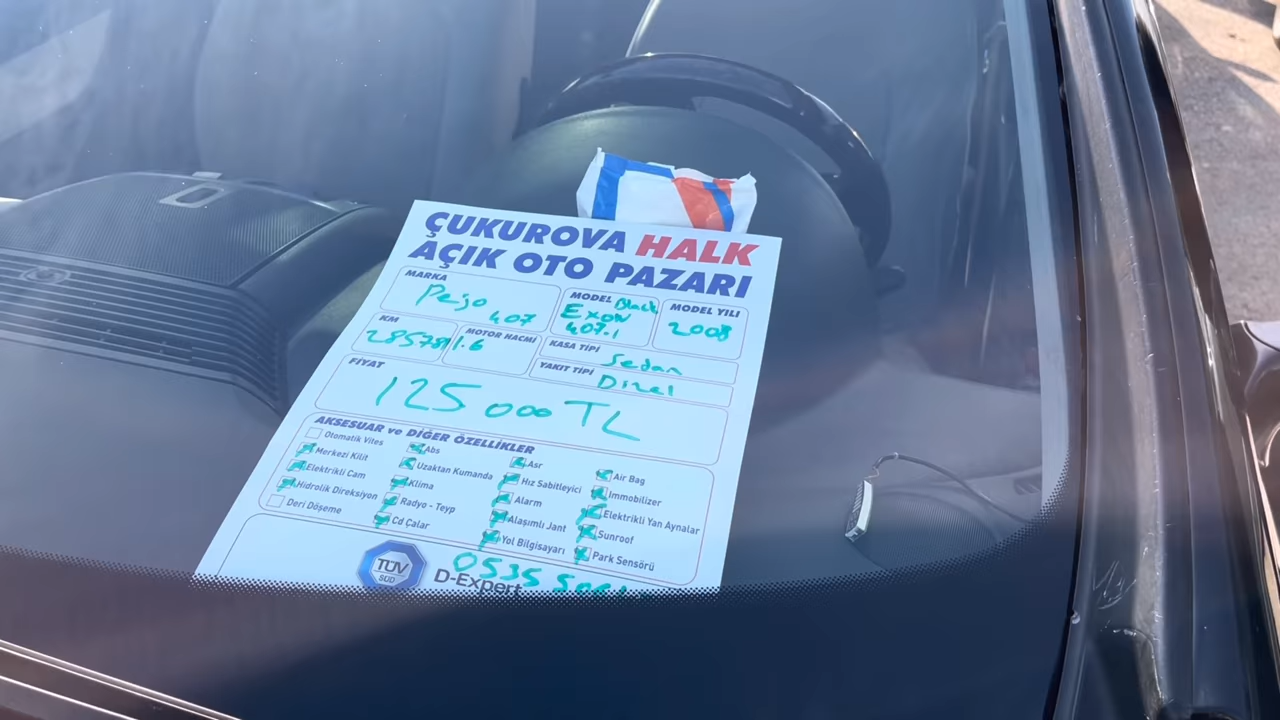 ÇUKUROVA HALK
AÇIK OTO PAZARI
MARKA
Pejo
407
MODEL
Black
Exon
407.1
MODEL YILI
2008
KM
285781
MOTOR HACMİ
1.6
KASA TİPİ
Sedan
YAKIT TİPİ
Dizel
FİYAT
125 000 TL
AKSESUAR ve DİĞER ÖZELLİKLER
Otomatik Vites
Merkezi Kilit
Elektrikli Cam
Hidrolik Direksiyon
Deri Döşeme
Abs
Uzaktan Kumanda
Klima
Radyo - Teyp
Cd Çalar
Asr
Hız Sabitleyici
Alarm
Alaşımlı Jant
Yol Bilgisayarı
Air Bag
Immobilizer
Elektrikli Yan Aynalar
Sunroof
Park Sensörü
TÜV
SÜD
D-Expert
0535